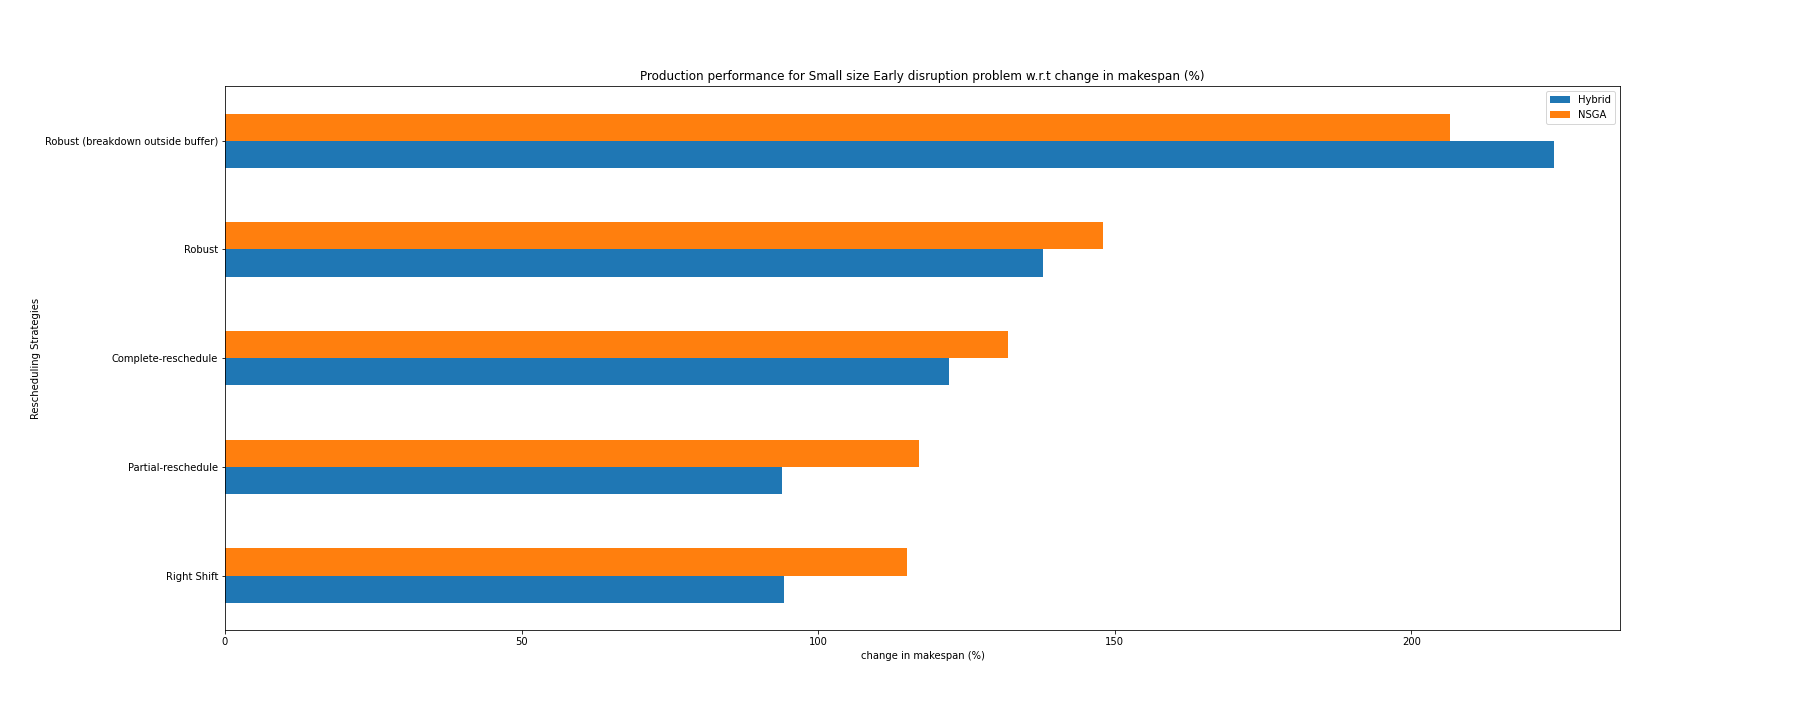 Production performance for Small size Early disruption problem w.r.t change in makespan (%)
Hybrid
NSGA
Robust (breakdown outside buffer)
Robust
Complete-reschedule
Partial-reschedule
Right Shift
Rescheduling Strategies
0 50 100 150 200
change in makespan (%)